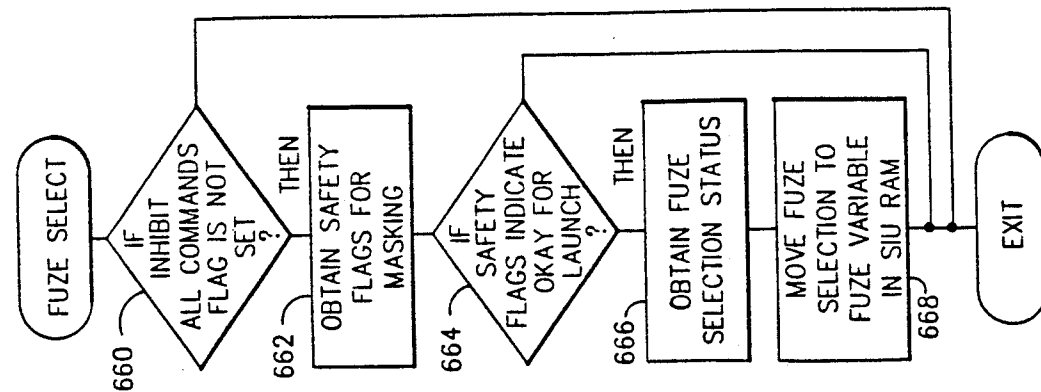 FUZE SELECT
660
IF
INHIBIT
ALL COMMANDS
FLAG IS NOT
SET
?
THEN
662
OBTAIN SAFETY
FLAGS FOR
MASKING
664
IF
SAFETY
FLAGS INDICATE
OKAY FOR
LAUNCH
?
THEN
666
OBTAIN FUZE
SELECTION STATUS
MOVE FUZE
SELECTION TO
FUZE VARIABLE
IN SIU RAM
668
EXIT